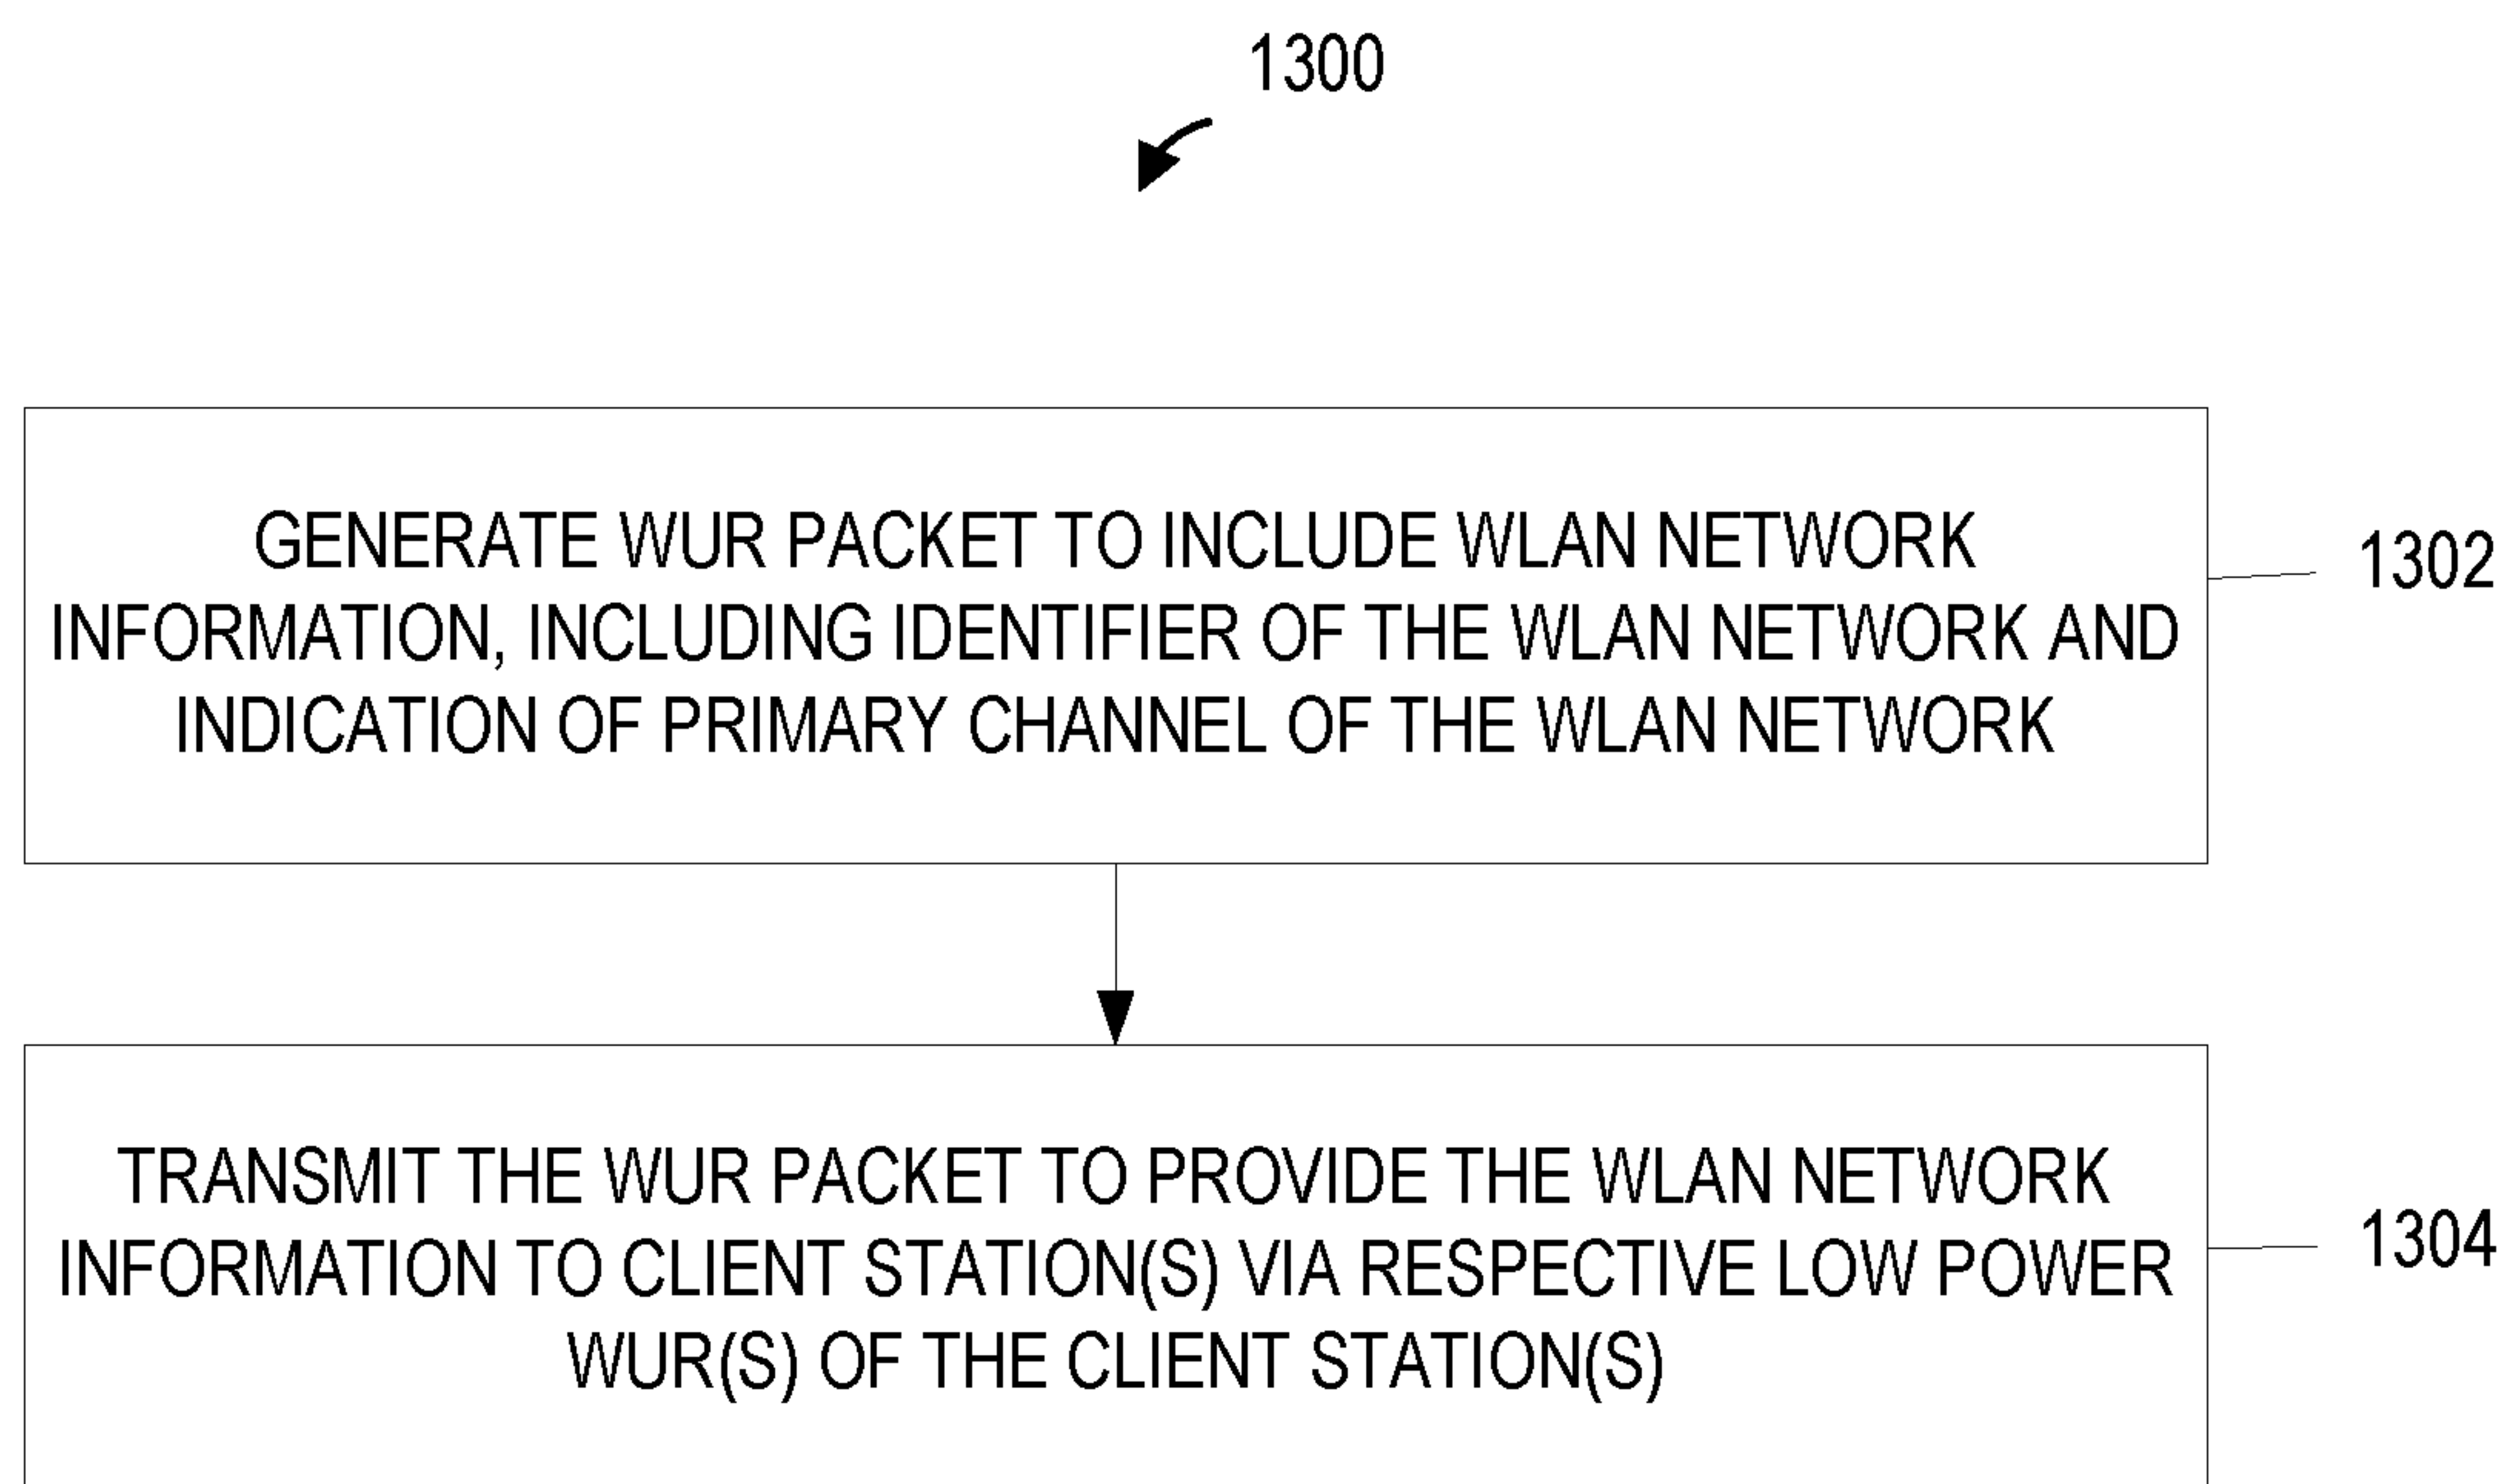 1300
GENERATE WUR PACKET TO INCLUDE WLAN NETWORK
INFORMATION, INCLUDING IDENTIFIER OF THE WLAN NETWORK AND
INDICATION OF PRIMARY CHANNEL OF THE WLAN NETWORK
1302
TRANSMIT THE WUR PACKET TO PROVIDE THE WLAN NETWORK
INFORMATION TO CLIENT STATION(S) VIA RESPECTIVE LOW POWER
WUR(S) OF THE CLIENT STATION(S)
1304